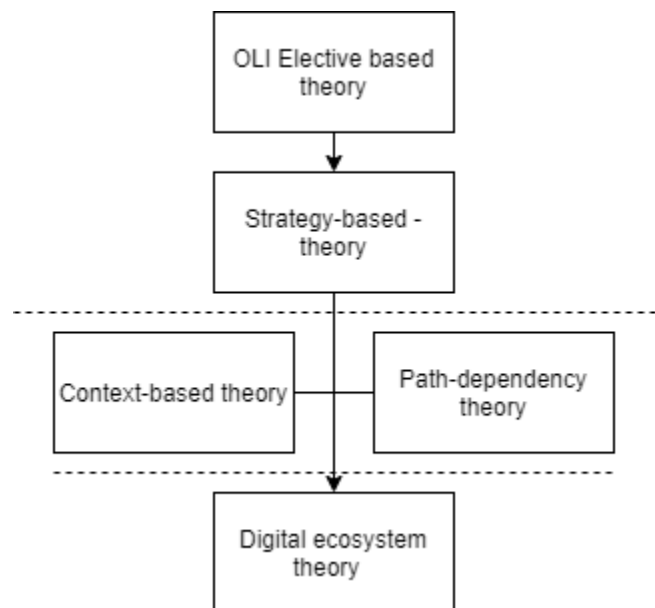 OLI Elective based
theory
Strategy-based -
theory
Context-based theory
Path-dependency
theory
Digital ecosystem
theory